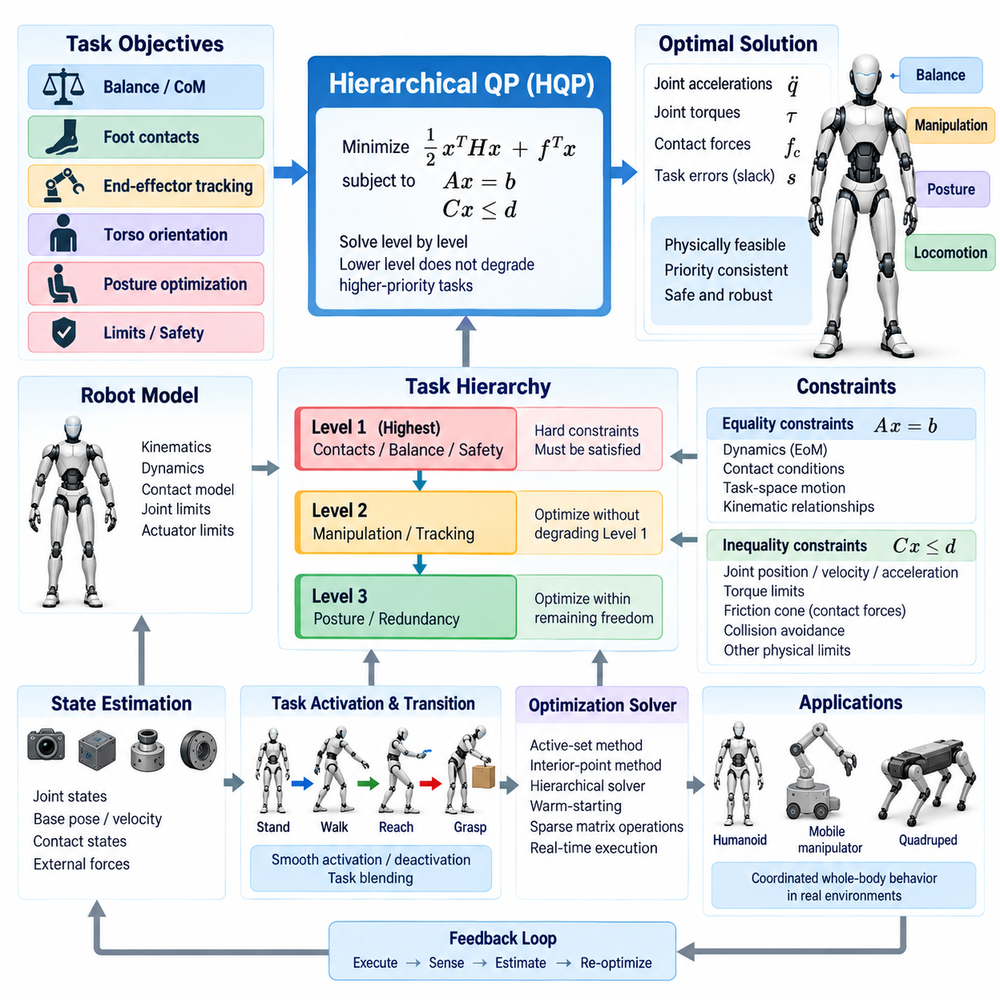 Task Objectives
Balance / CoM
Foot contacts
End-effector tracking
Torso orientation
Posture optimization
Limits / Safety
Hierarchical QP (HQP)
Minimize 1/2 x^T Hx + f^T x
subject to Ax = b
Cx ≤ d
Solve level by level
Lower level does not degrade
higher-priority tasks
Optimal Solution
Joint accelerations q̈
Joint torques τ
Contact forces f_c
Task errors (slack) s
Physically feasible
Priority consistent
Safe and robust
Balance
Manipulation
Posture
Locomotion
Robot Model
Kinematics
Dynamics
Contact model
Joint limits
Actuator limits
Task Hierarchy
Level 1 (Highest)
Contacts / Balance / Safety
Hard constraints
Must be satisfied
Level 2
Manipulation / Tracking
Optimize without
degrading Level 1
Level 3
Posture / Redundancy
Optimize within
remaining freedom
Constraints
Equality constraints Ax = b
Dynamics (EoM)
Contact conditions
Task-space motion
Kinematic relationships
Inequality constraints Cx ≤ d
Joint position / velocity / acceleration
Torque limits
Friction cone (contact forces)
Collision avoidance
Other physical limits
State Estimation
Joint states
Base pose / velocity
Contact states
External forces
Task Activation & Transition
Stand
Walk
Reach
Grasp
Smooth activation / deactivation
Task blending
Optimization Solver
Active-set method
Interior-point method
Hierarchical solver
Warm-starting
Sparse matrix operations
Real-time execution
Applications
Humanoid
Mobile
manipulator
Quadruped
Coordinated whole-body behavior
in real environments
Feedback Loop
Execute → Sense → Estimate → Re-optimize